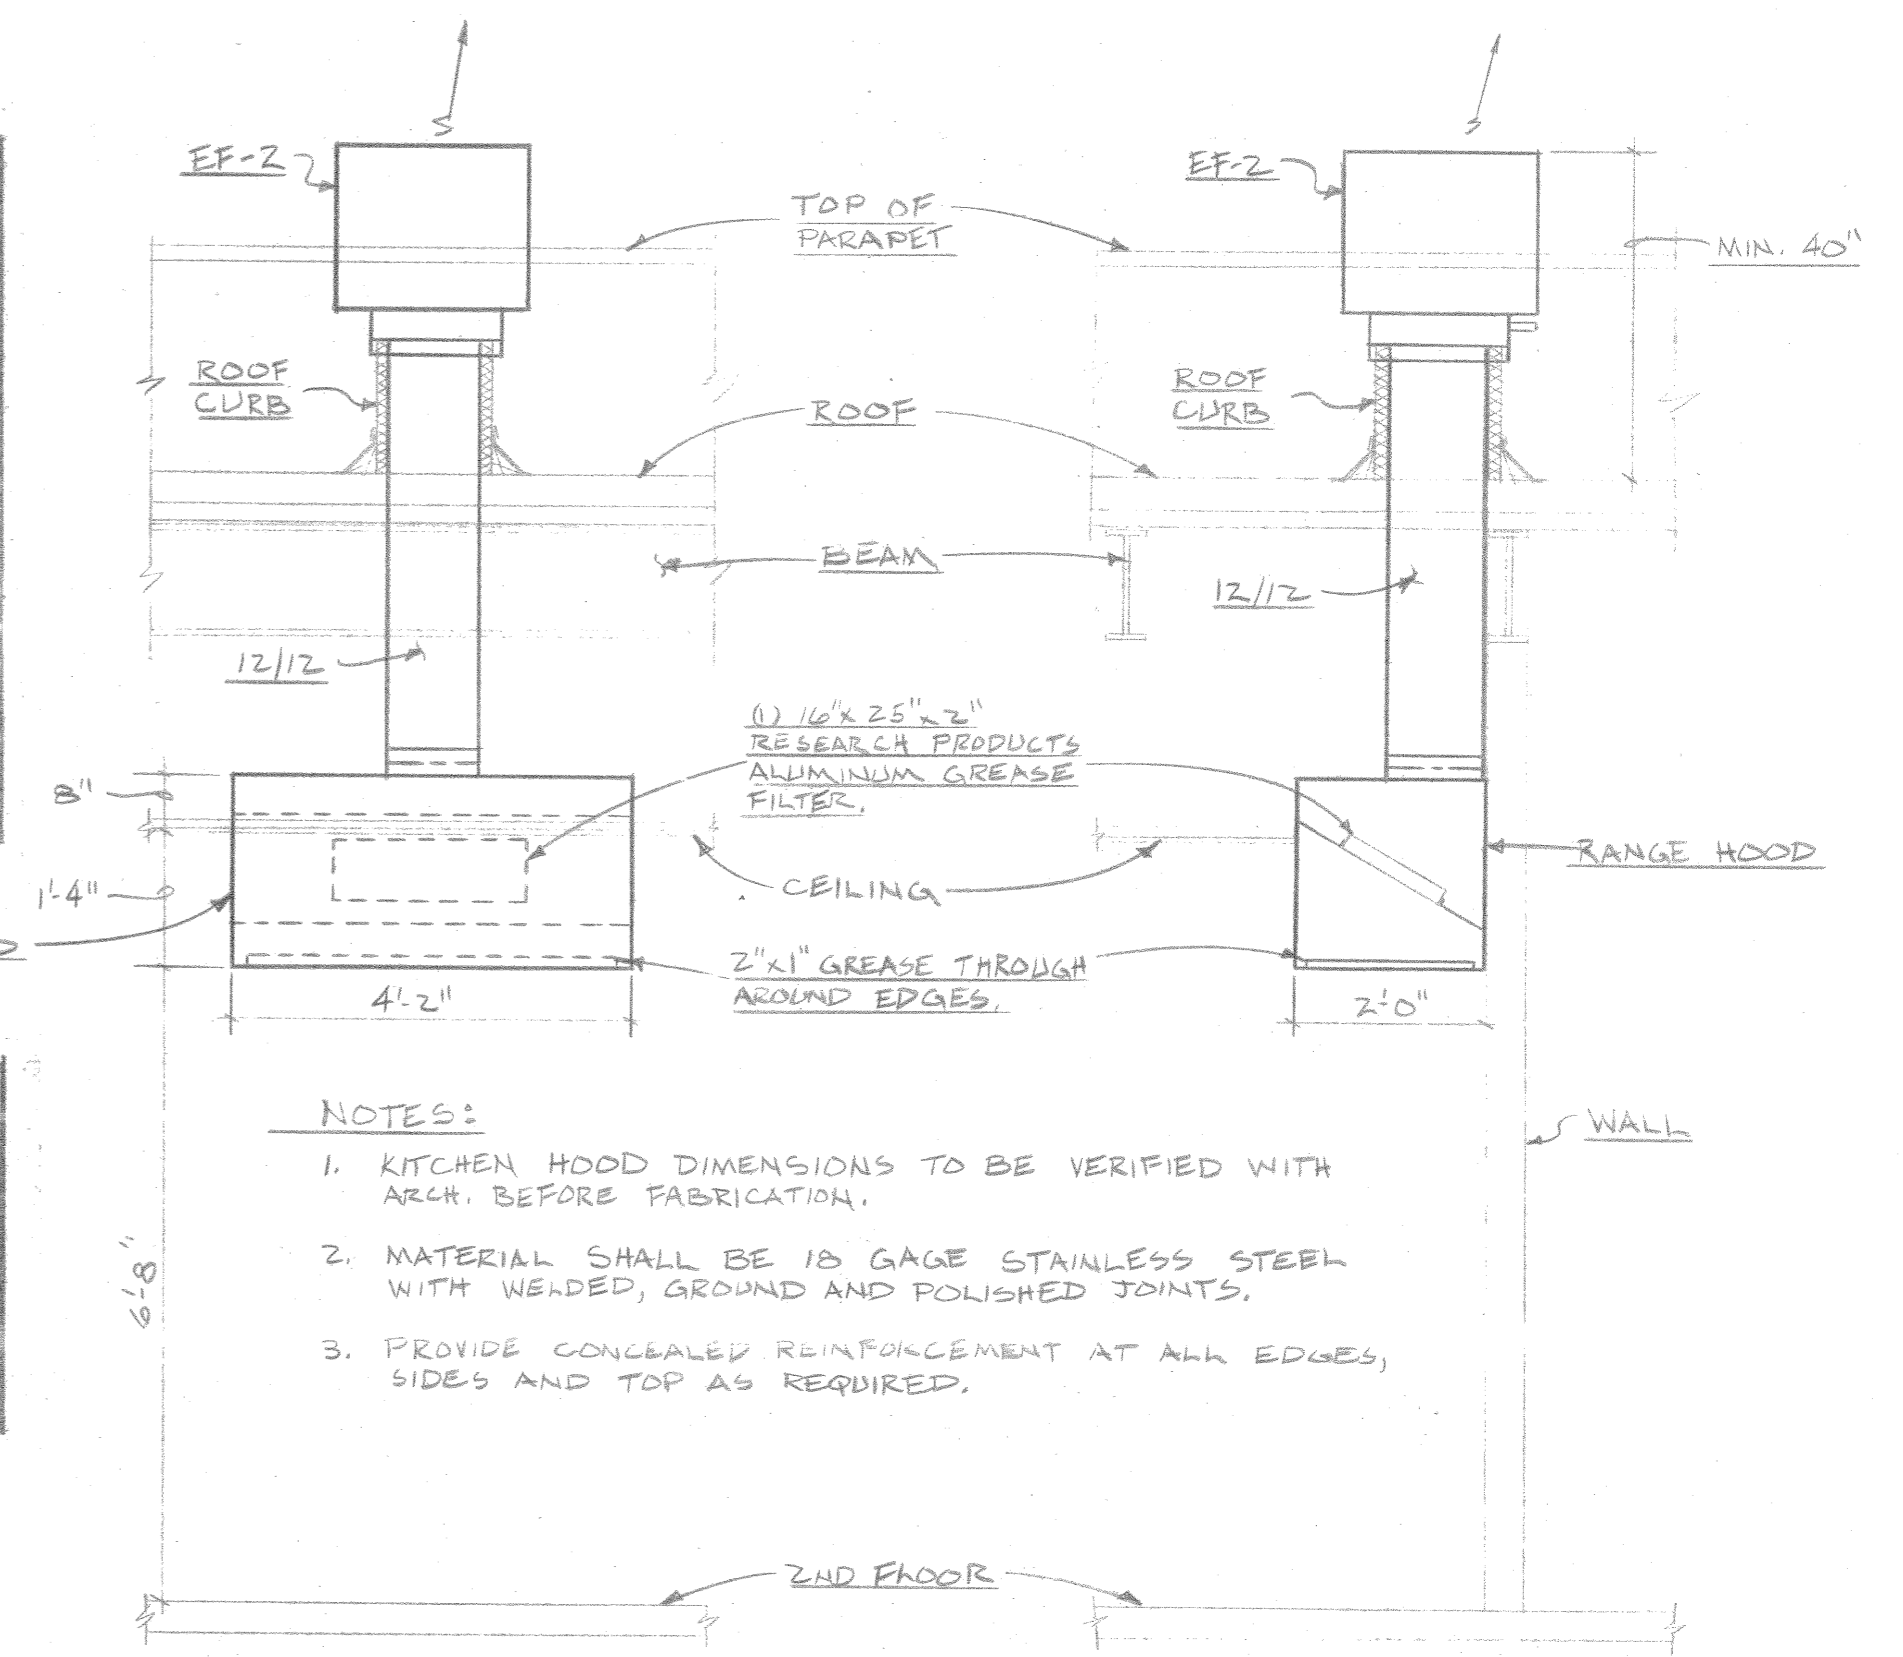 EF-2
EF-2
TOP OF
PARAPET
MIN. 40"
ROOF
CURB
ROOF
CURB
ROOF
BEAM
12/12
12/12
(1) 16"x 25"x 2"
RESEARCH PRODUCTS
ALUMINUM GREASE
FILTER.
8"
1'-4"
RANGE HOOD
CEILING
2"x1" GREASE THROUGH
AROUND EDGES.
4'-2"
2'-0"
NOTES:
1. KITCHEN HOOD DIMENSIONS TO BE VERIFIED WITH
ARCH. BEFORE FABRICATION.
WALL
2. MATERIAL SHALL BE 18 GAGE STAINLESS STEEL
WITH WELDED, GROUND AND POLISHED JOINTS.
6'-8"
3. PROVIDE CONCEALED REINFORCEMENT AT ALL EDGES,
SIDES AND TOP AS REQUIRED.
2ND FLOOR